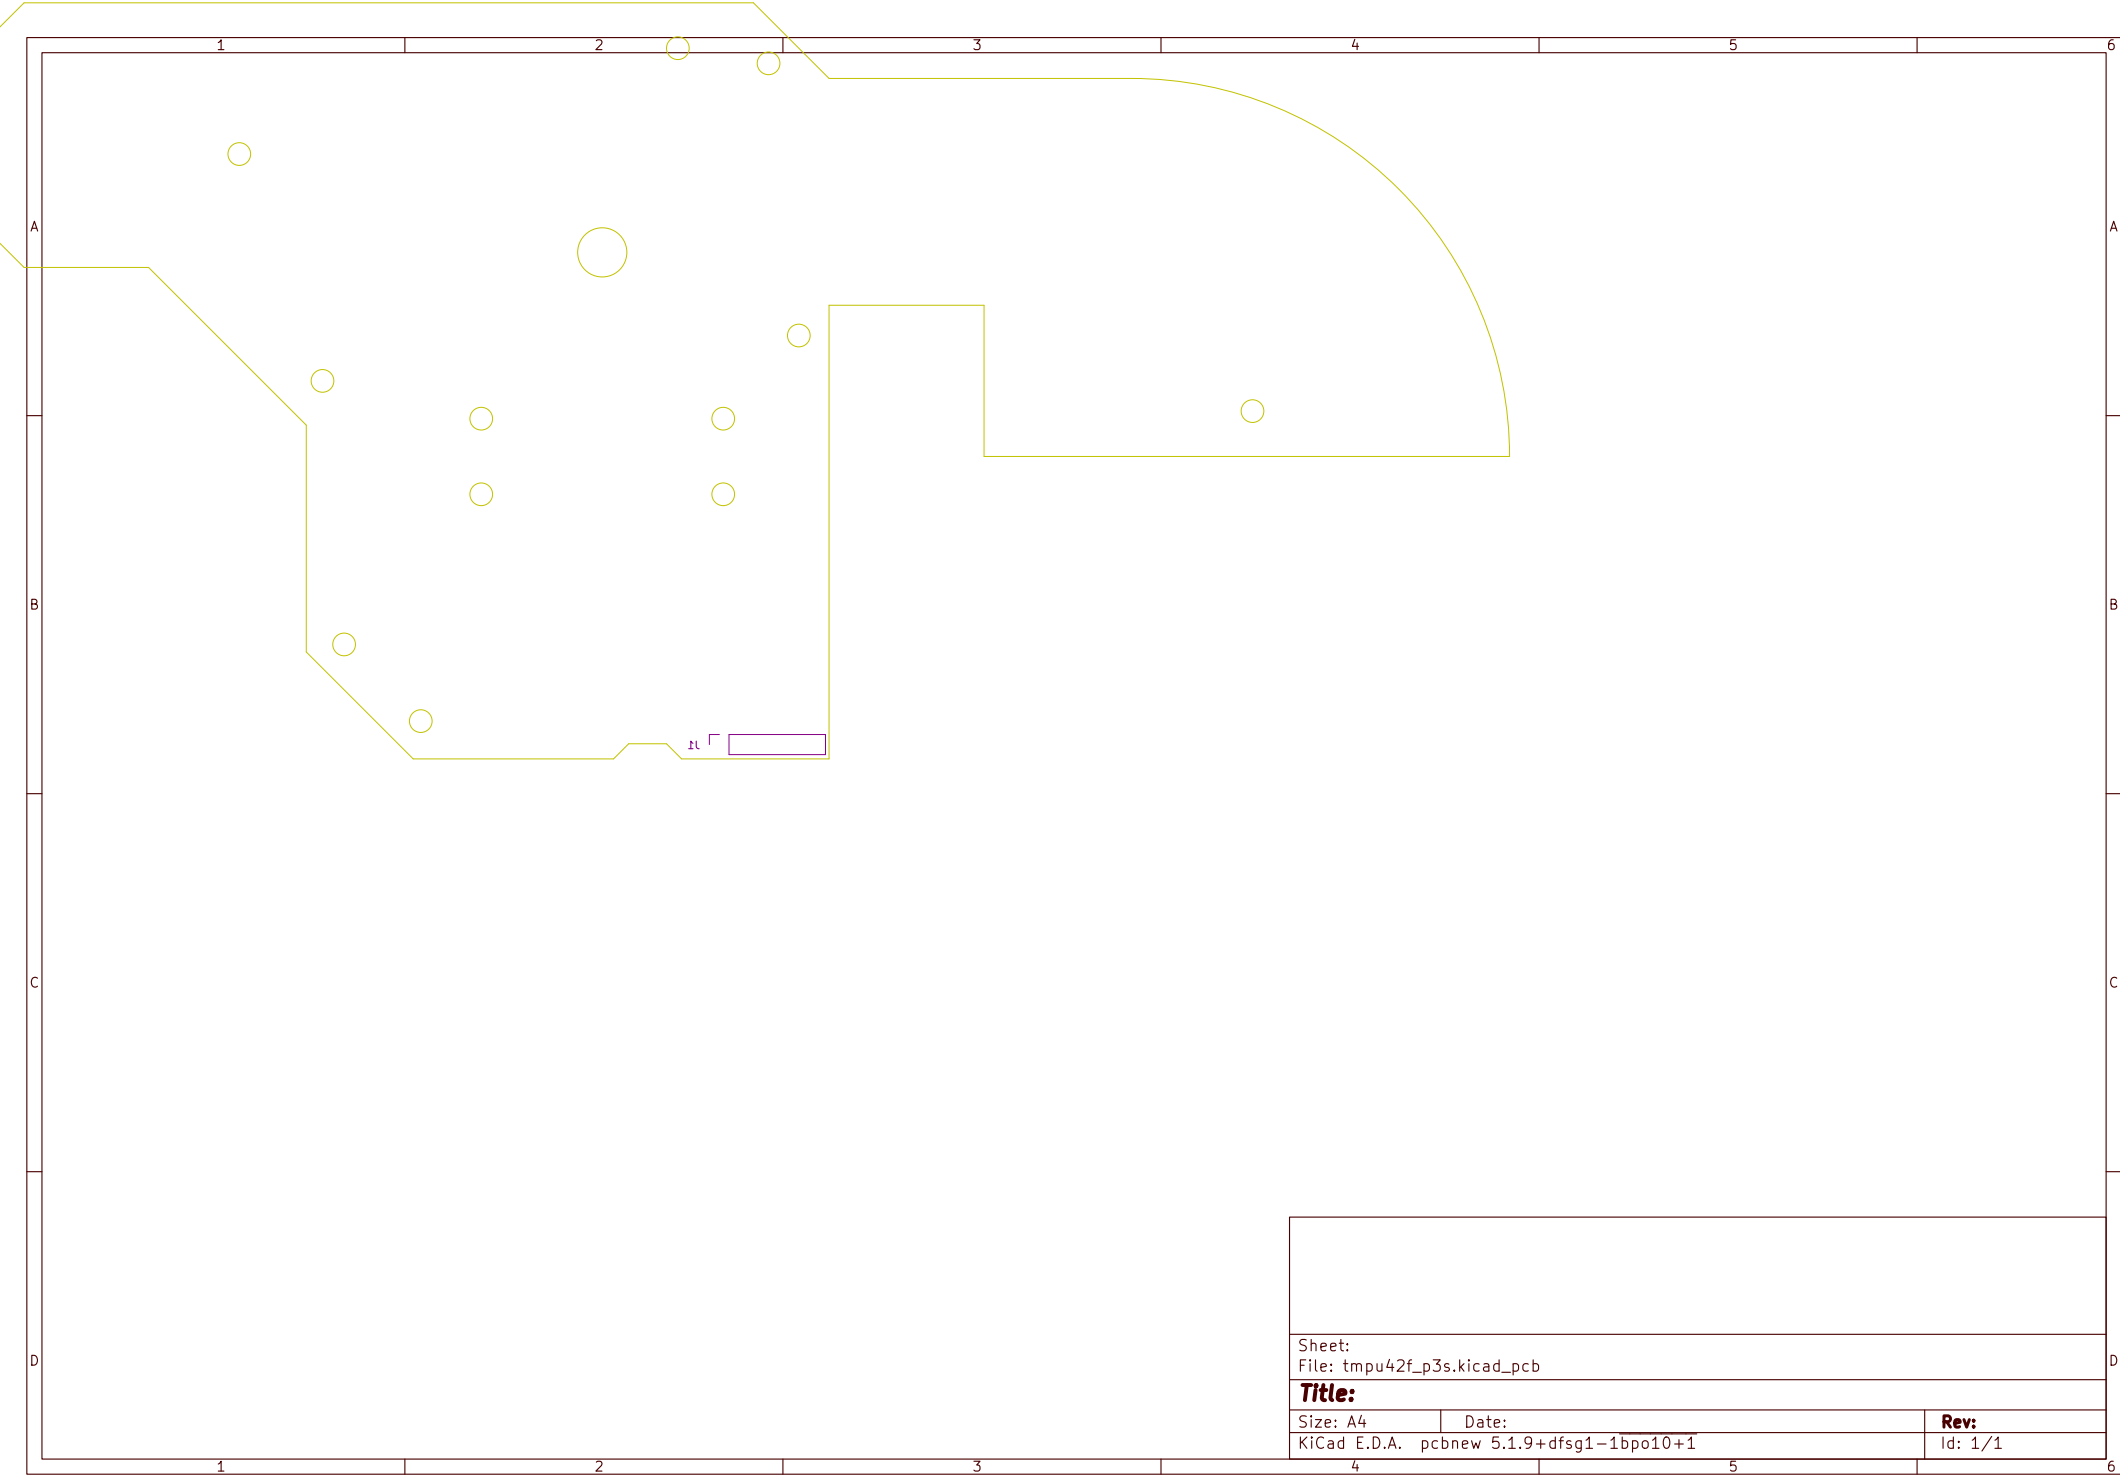 1 2 3 4 5 6
A A
B B
J1
C C
D D
Sheet:
File: tmpu42f_p3s.kicad_pcb
Title:
Size: A4 Date: Rev:
KiCad E.D.A. pcbnew 5.1.9+dfsg1-1bpo10+1 Id: 1/1
1 2 3 4 5 6